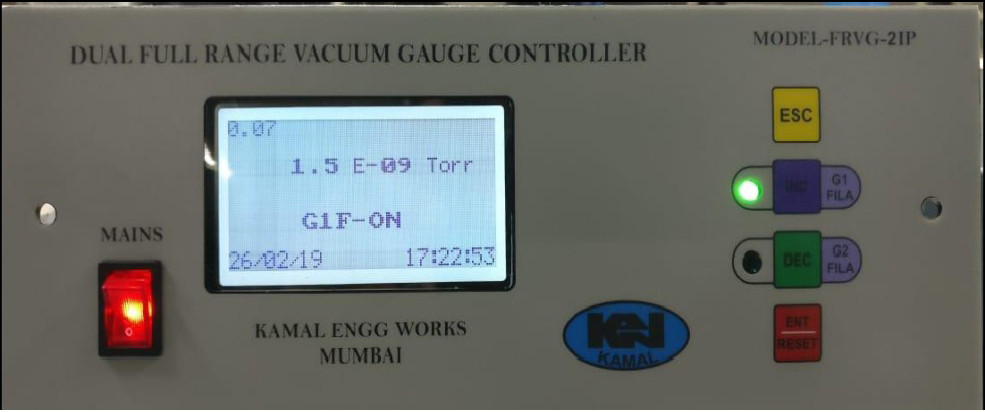 DUAL FULL RANGE VACUUM GAUGE CONTROLLER
MODEL-FRVG-2IP
0.07
1.5 E-09 Torr
G1F-ON
26/02/19 17:22:53
MAINS
KAMAL ENGG WORKS
MUMBAI
KEW
KAMAL
ESC
INC
G1
FILA
DEC
G2
FILA
ENT
RESET